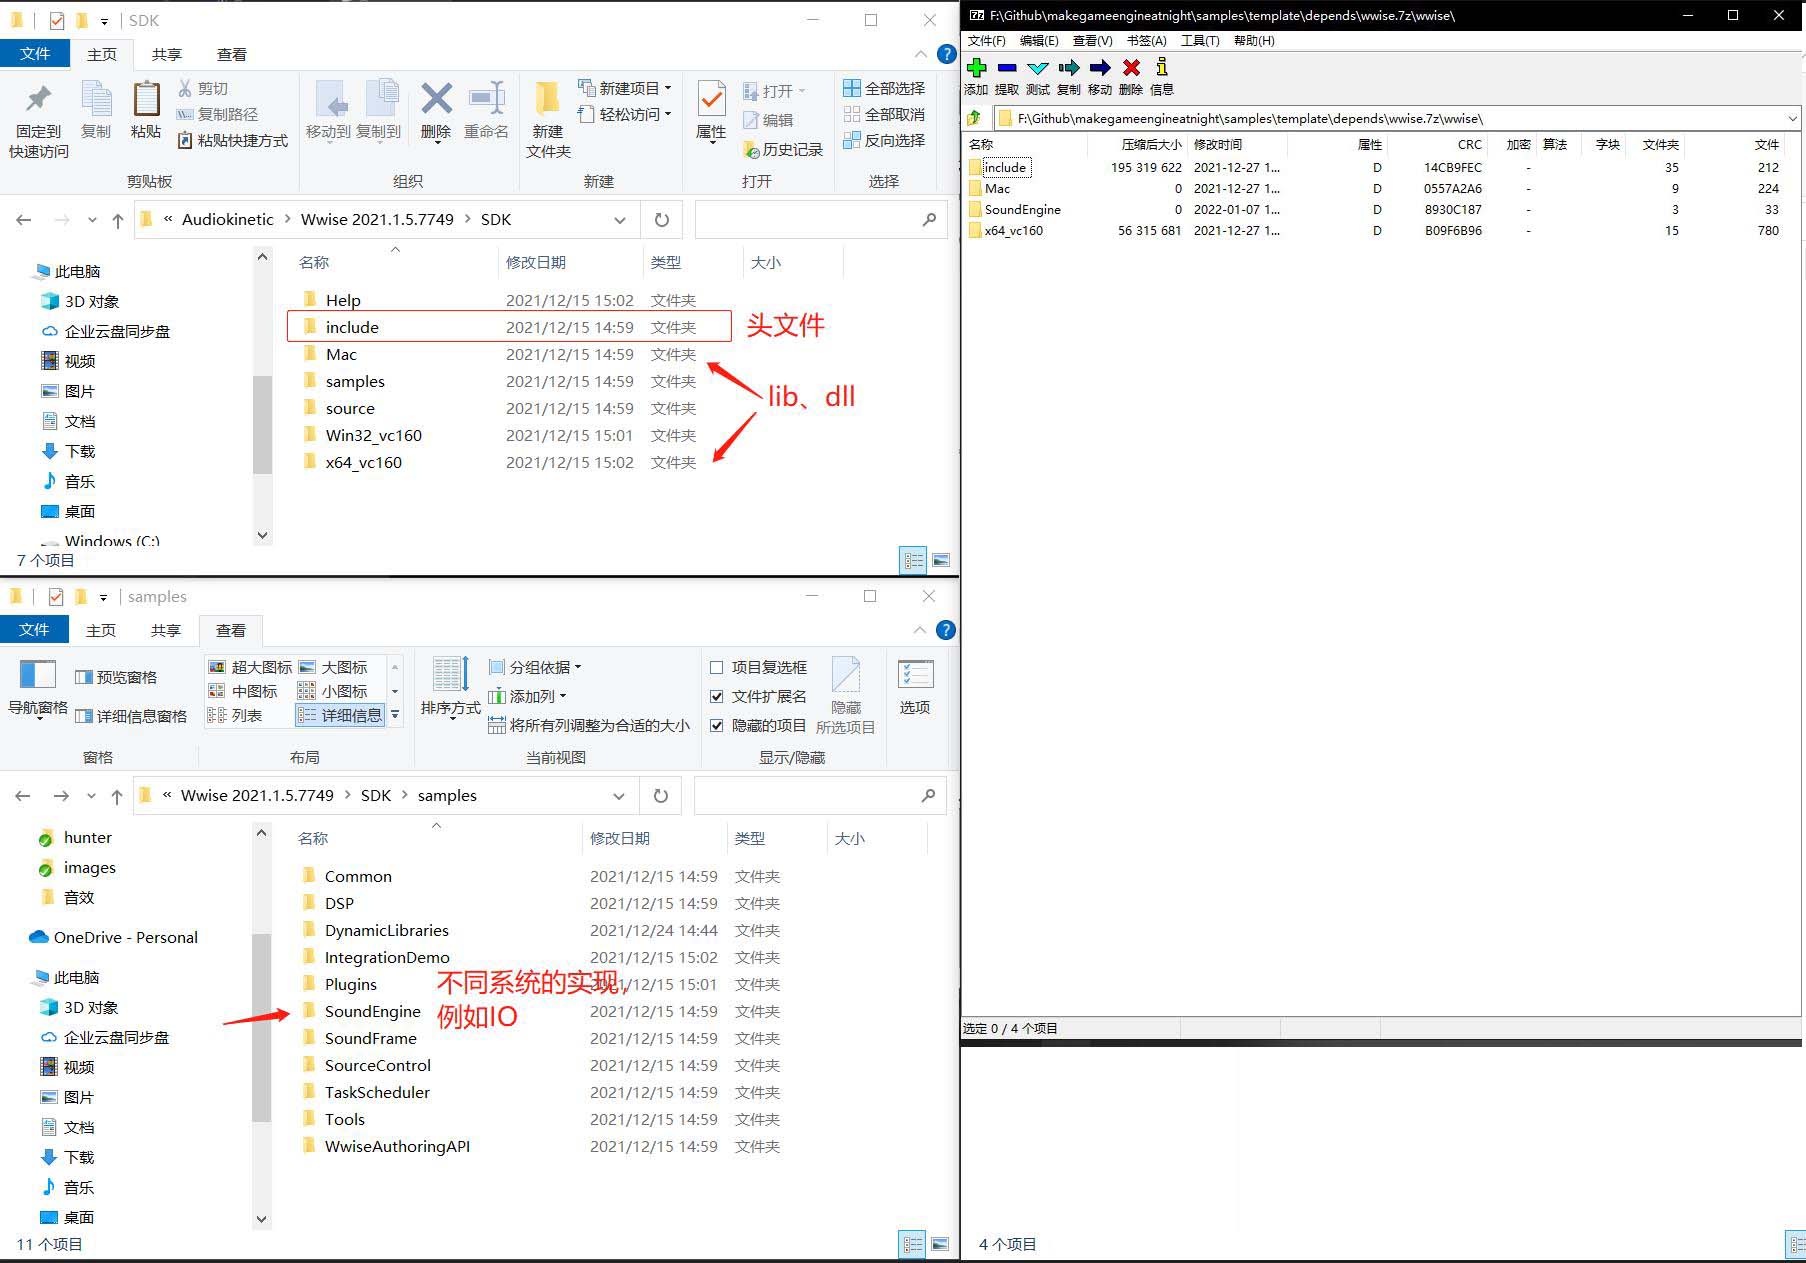 SDK
文件 主页 共享 查看
固定到
快速访问
复制
粘贴
剪切
复制路径
粘贴快捷方式
剪贴板
移动到
复制到
删除
重命名
组织
新建
文件夹
新建项目
轻松访问
新建
属性
打开
编辑
历史记录
打开
全部选择
全部取消
反向选择
选择
« Audiokinetic > Wwise 2021.1.5.7749 > SDK
此电脑
3D 对象
企业云盘同步盘
视频
图片
文档
下载
音乐
桌面
Windows (C:)
名称 修改日期 类型 大小
Help 2021/12/15 15:02 文件夹
include 2021/12/15 14:59 文件夹
Mac 2021/12/15 14:59 文件夹
samples 2021/12/15 14:59 文件夹
source 2021/12/15 14:59 文件夹
Win32_vc160 2021/12/15 15:01 文件夹
x64_vc160 2021/12/15 15:02 文件夹
头文件
lib、dll
7 个项目
samples
文件 主页 共享 查看
导航窗格
预览窗格
详细信息窗格
窗格
超大图标 大图标
中图标 小图标
列表 详细信息
布局
排序方式
分组依据
添加列
将所有列调整为合适的大小
当前视图
项目复选框
文件扩展名
隐藏的项目
隐藏
所选项目
显示/隐藏
选项
« Wwise 2021.1.5.7749 > SDK > samples
hunter
images
音效
OneDrive - Personal
此电脑
3D 对象
企业云盘同步盘
视频
图片
文档
下载
音乐
桌面
名称 修改日期 类型 大小
Common 2021/12/15 14:59 文件夹
DSP 2021/12/15 14:59 文件夹
DynamicLibraries 2021/12/24 14:44 文件夹
IntegrationDemo 2021/12/15 15:02 文件夹
Plugins 2021/12/15 15:01 文件夹
SoundEngine 2021/12/15 14:59 文件夹
SoundFrame 2021/12/15 14:59 文件夹
SourceControl 2021/12/15 14:59 文件夹
TaskScheduler 2021/12/15 14:59 文件夹
Tools 2021/12/15 14:59 文件夹
WwiseAuthoringAPI 2021/12/15 14:59 文件夹
不同系统的实现,
例如IO
11 个项目
F:\Github\makegameengineatnight\samples\template\depends\wwise.7z\wwise\
文件(F) 编辑(E) 查看(V) 书签(A) 工具(T) 帮助(H)
添加 提取 测试 复制 移动 删除 信息
F:\Github\makegameengineatnight\samples\template\depends\wwise.7z\wwise\
名称 压缩后大小 修改时间 属性 CRC 加密 算法 字块 文件夹 文件
include 195 319 622 2021-12-27 1... D 14CB9FEC - 35 212
Mac 0 2021-12-27 1... D 0557A2A6 - 9 224
SoundEngine 0 2022-01-07 1... D 8930C187 - 3 33
x64_vc160 56 315 681 2021-12-27 1... D B09F6B96 - 15 780
选定 0 / 4 个项目
4 个项目